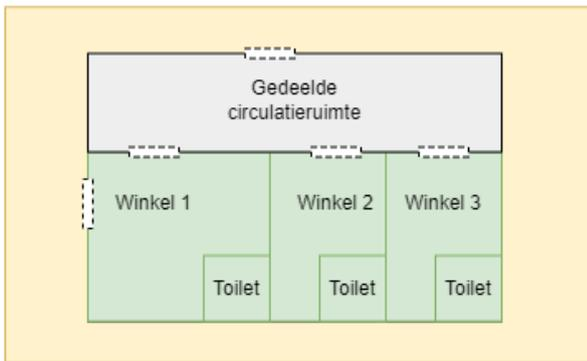 Gedeelde
circulatieruimte
Winkel 1
Winkel 2
Winkel 3
Toilet
Toilet
Toilet